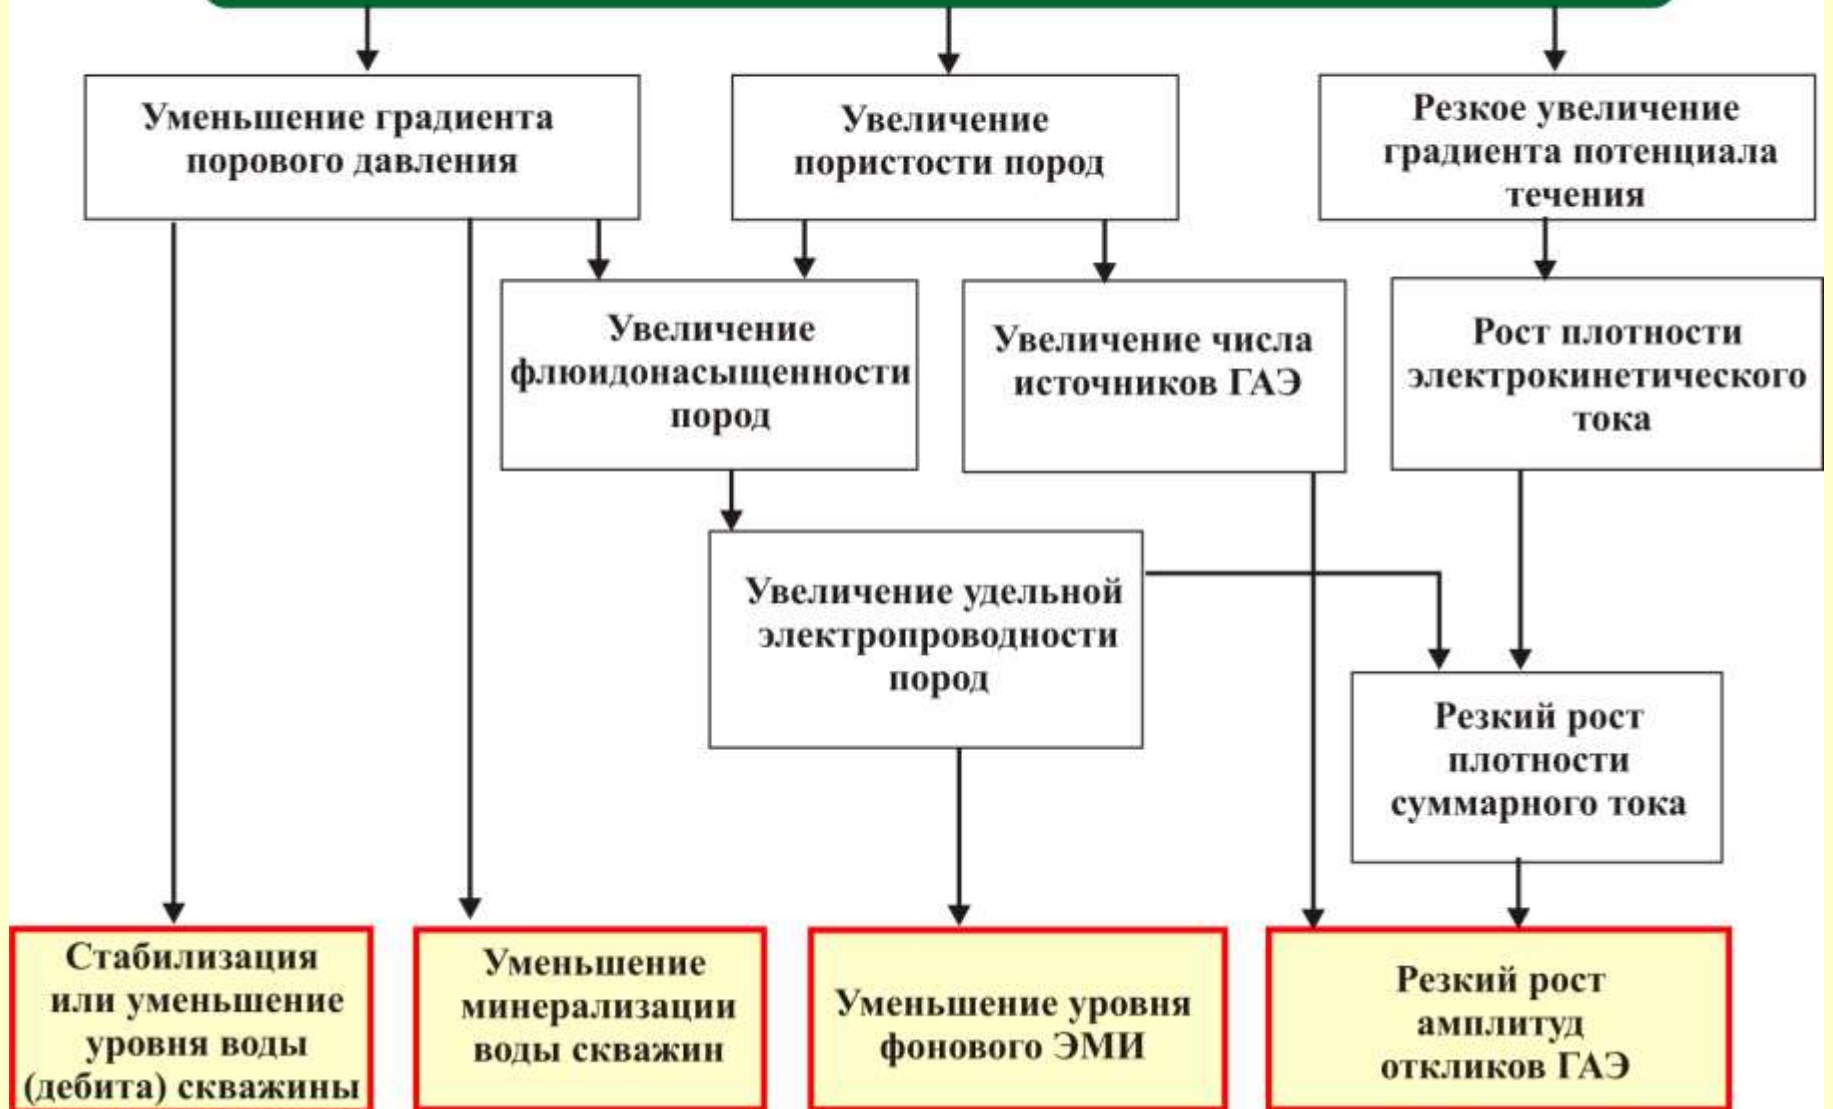 Уменьшение градиента
порового давления
Увеличение
пористости пород
Резкое увеличение
градиента потенциала
течения
Увеличение
флюидонасыщенности
пород
Увеличение числа
источников ГАЭ
Рост плотности
электрокинетического
тока
Увеличение удельной
электропроводности
пород
Резкий рост
плотности
суммарного тока
Стабилизация
или уменьшение
уровня воды
(дебита) скважины
Уменьшение
минерализации
воды скважин
Уменьшение уровня
фонового ЭМИ
Резкий рост
амплитуд
откликов ГАЭ